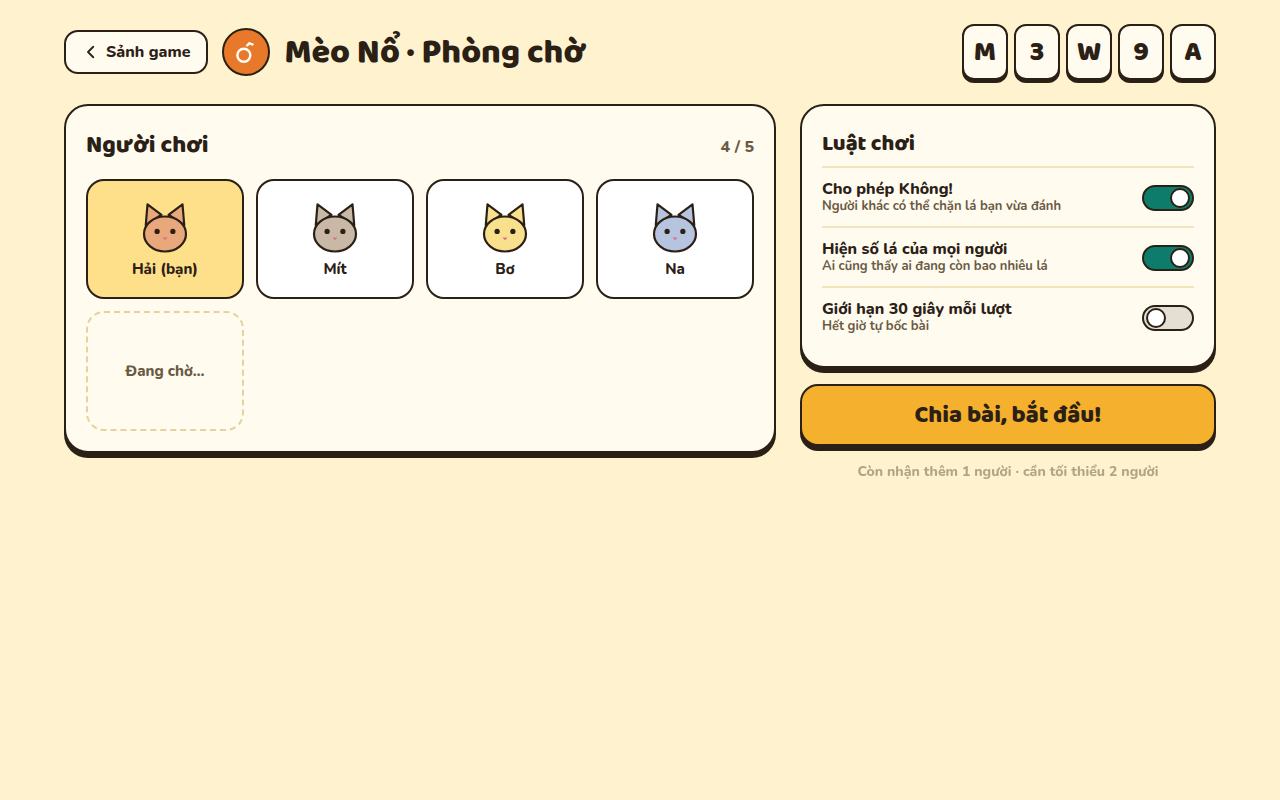 Sảnh game
Mèo Nổ · Phòng chờ
M 3 W 9 A
Người chơi
4 / 5
Hải (bạn)
Mít
Bơ
Na
Đang chờ...
Luật chơi
Cho phép Không!
Người khác có thể chặn lá bạn vừa đánh
Hiện số lá của mọi người
Ai cũng thấy ai đang còn bao nhiêu lá
Giới hạn 30 giây mỗi lượt
Hết giờ tự bốc bài
Chia bài, bắt đầu!
Còn nhận thêm 1 người · cần tối thiểu 2 người